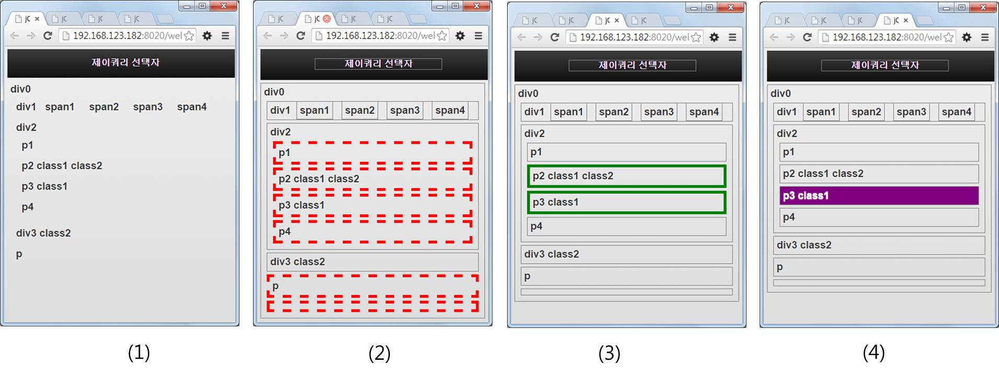 jC
jC
jC
jC
192.168.123.182:8020/wel
제이쿼리 선택자
div0
div1 span1 span2 span3 span4
div2
p1
p2 class1 class2
p3 class1
p4
div3 class2
p
(1)
jC
jC
jC
jC
192.168.123.182:8020/wel
제이쿼리 선택자
div0
div1 span1 span2 span3 span4
div2
p1
p2 class1 class2
p3 class1
p4
div3 class2
p
(2)
jC
jC
jC
jC
192.168.123.182:8020/wel
제이쿼리 선택자
div0
div1 span1 span2 span3 span4
div2
p1
p2 class1 class2
p3 class1
p4
div3 class2
p
(3)
jC
jC
jC
jC
192.168.123.182:8020/wel
제이쿼리 선택자
div0
div1 span1 span2 span3 span4
div2
p1
p2 class1 class2
p3 class1
p4
div3 class2
p
(4)